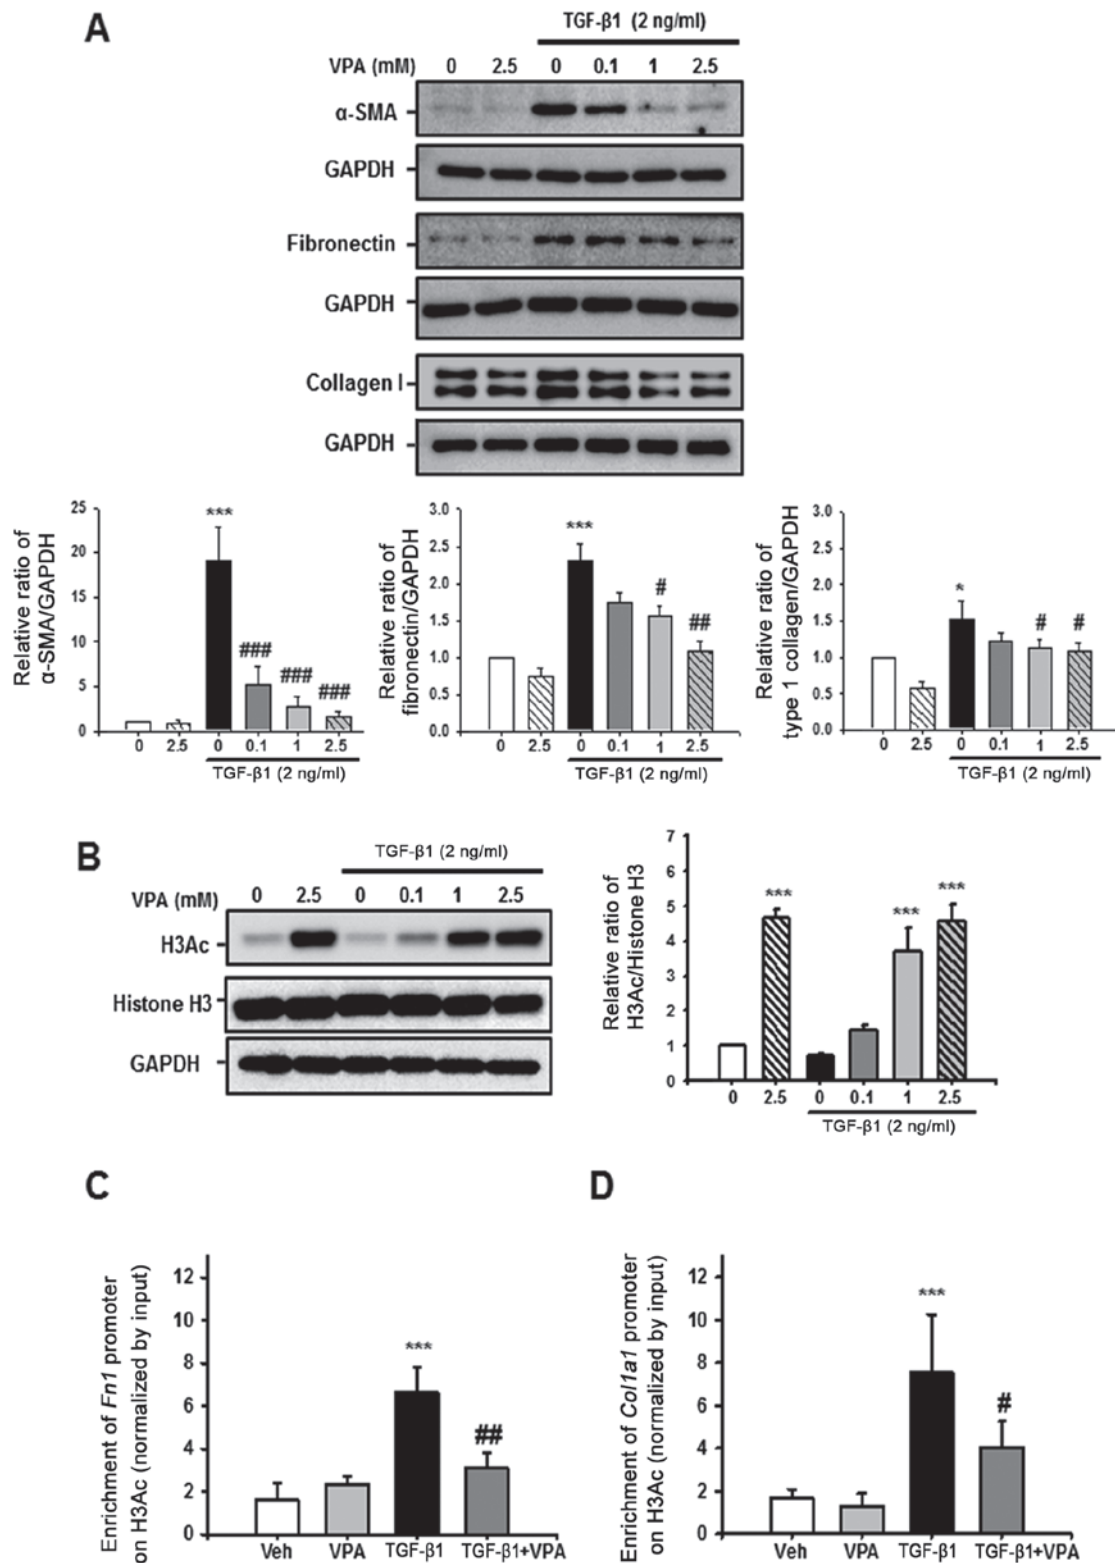 A
TGF-β1 (2 ng/ml)
VPA (mM) 0 2.5 0 0.1 1 2.5
α-SMA
GAPDH
Fibronectin
GAPDH
Collagen I
GAPDH
Relative ratio of
α-SMA/GAPDH
25
20
15
10
5
0
***
###
###
###
0 2.5 0 0.1 1 2.5
TGF-β1 (2 ng/ml)
Relative ratio of
fibronectin/GAPDH
3.0
2.5
2.0
1.5
1.0
0.5
0.0
***
#
##
0 2.5 0 0.1 1 2.5
TGF-β1 (2 ng/ml)
Relative ratio of
type 1 collagen/GAPDH
3.0
2.5
2.0
1.5
1.0
0.5
0.0
*
#
#
0 2.5 0 0.1 1 2.5
TGF-β1 (2 ng/ml)
B
TGF-β1 (2 ng/ml)
VPA (mM) 0 2.5 0 0.1 1 2.5
H3Ac
Histone H3
GAPDH
Relative ratio of
H3Ac/Histone H3
7
6
5
4
3
2
1
0
***
***
***
0 2.5 0 0.1 1 2.5
TGF-β1 (2 ng/ml)
C
Enrichment of Fn1 promoter
on H3Ac (normalized by input)
12
10
8
6
4
2
0
***
##
Veh VPA TGF-β1 TGF-β1+VPA
D
Enrichment of Col1a1 promoter
on H3Ac (normalized by input)
12
10
8
6
4
2
0
***
#
Veh VPA TGF-β1 TGF-β1+VPA